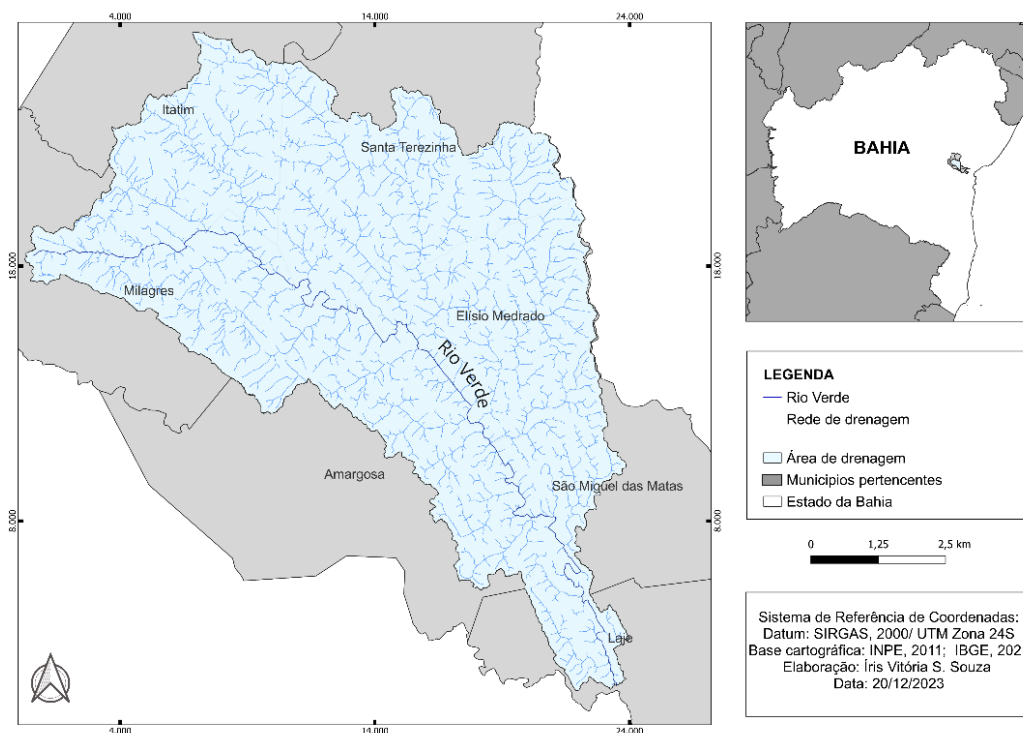 4.000
14.000
24.000
Itatim
Santa Terezinha
18.000
18.000
Milagres
Elísio Medrado
Rio Verde
Amargosa
São Miguel das Matas
8.000
8.000
Laje
4.000
14.000
24.000
BAHIA
LEGENDA
Rio Verde
Rede de drenagem
Área de drenagem
Municipios pertencentes
Estado da Bahia
0
1,25
2,5 km
Sistema de Referência de Coordenadas:
Datum: SIRGAS, 2000/ UTM Zona 24S
Base cartográfica: INPE, 2011; IBGE, 202
Elaboração: Íris Vitória S. Souza
Data: 20/12/2023